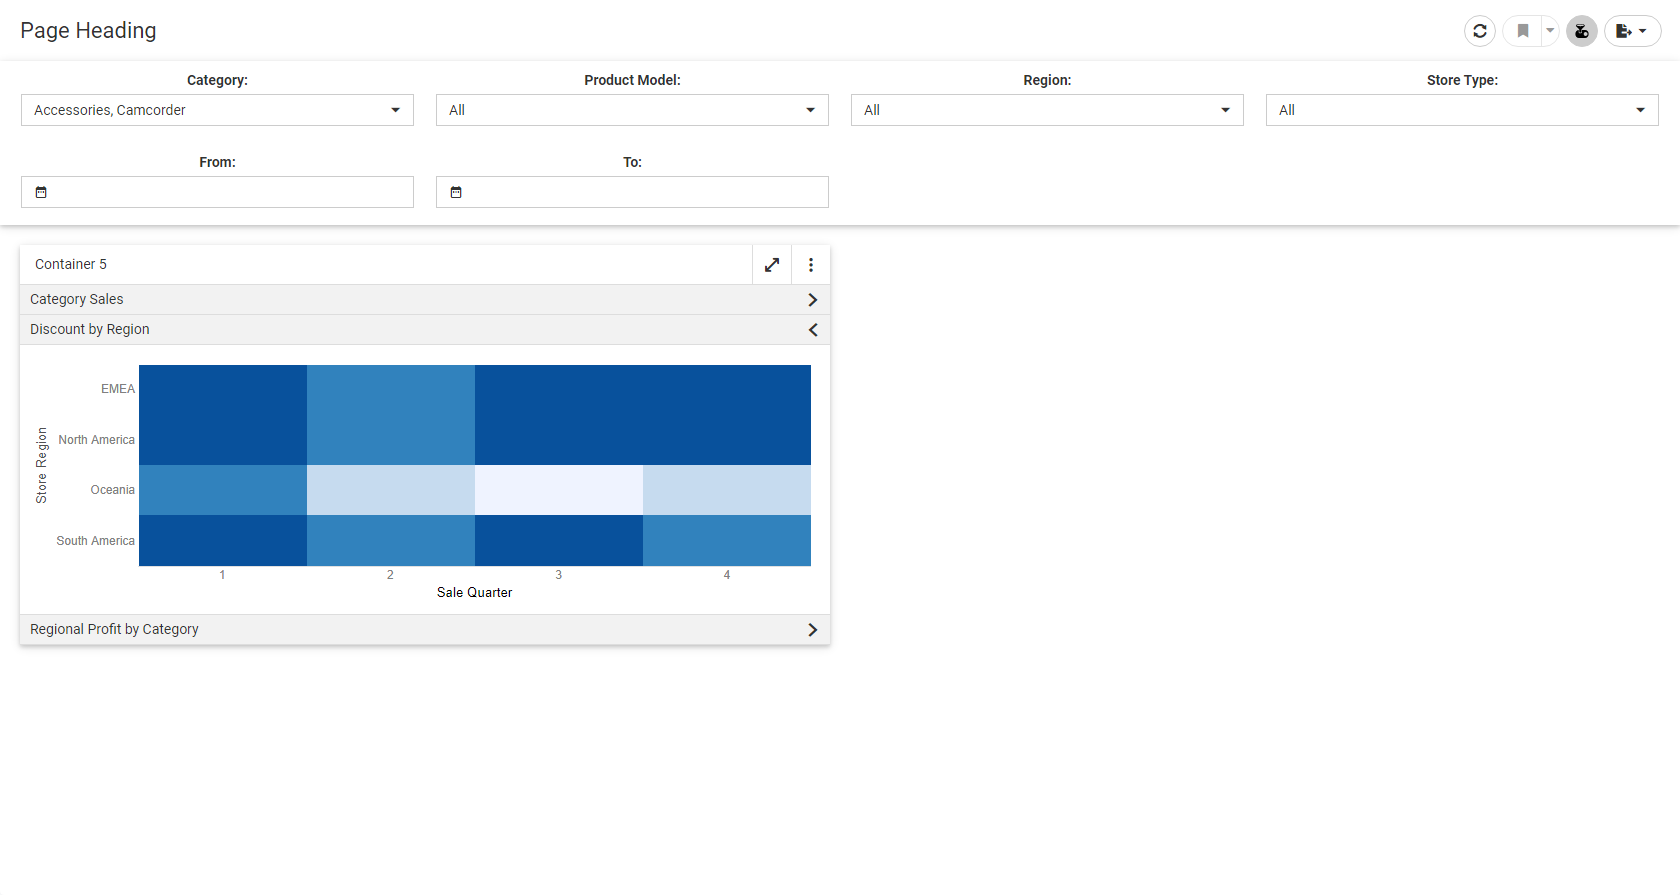 Page Heading
Category:
Product Model:
Region:
Store Type:
Accessories, Camcorder
All
All
All
From:
To:
Container 5
Category Sales
Discount by Region
Store Region
EMEA
North America
Oceania
South America
1 2 3 4
Sale Quarter
Regional Profit by Category